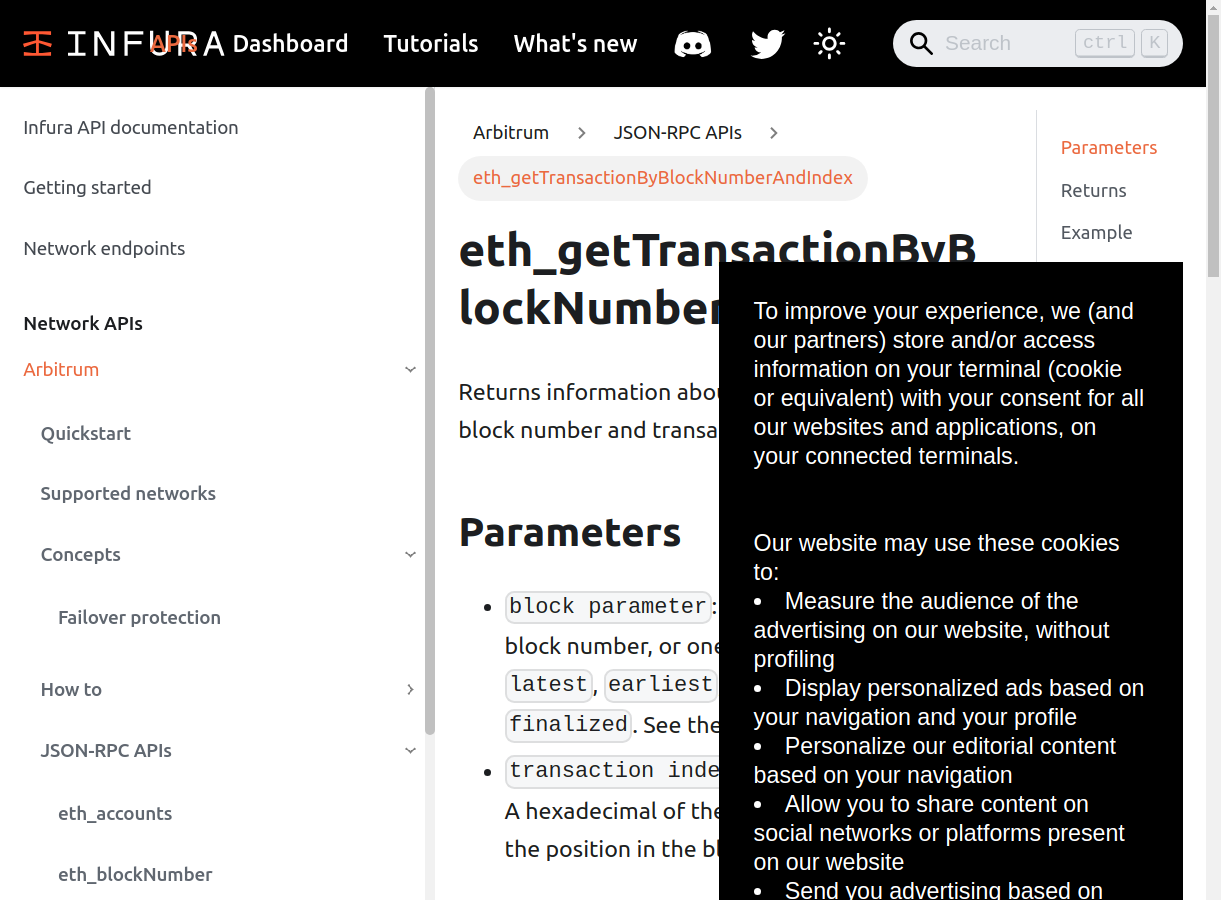 INFURA APIs Dashboard Tutorials What's new Search ctrl K
Infura API documentation
Getting started
Network endpoints
Network APIs
Arbitrum
Quickstart
Supported networks
Concepts
Failover protection
How to
JSON-RPC APIs
eth_accounts
eth_blockNumber
Arbitrum
JSON-RPC APIs
eth_getTransactionByBlockNumberAndIndex
eth_getTransactionByB
lockNumber
Returns information abou
block number and transa
Parameters
• block parameter:
block number, or one
latest, earliest
finalized. See the
• transaction inde
A hexadecimal of the
the position in the bl
Parameters
Returns
Example
To improve your experience, we (and
our partners) store and/or access
information on your terminal (cookie
or equivalent) with your consent for all
our websites and applications, on
your connected terminals.
Our website may use these cookies
to:
• Measure the audience of the
advertising on our website, without
profiling
• Display personalized ads based on
your navigation and your profile
• Personalize our editorial content
based on your navigation
• Allow you to share content on
social networks or platforms present
on our website
• Send you advertising based on